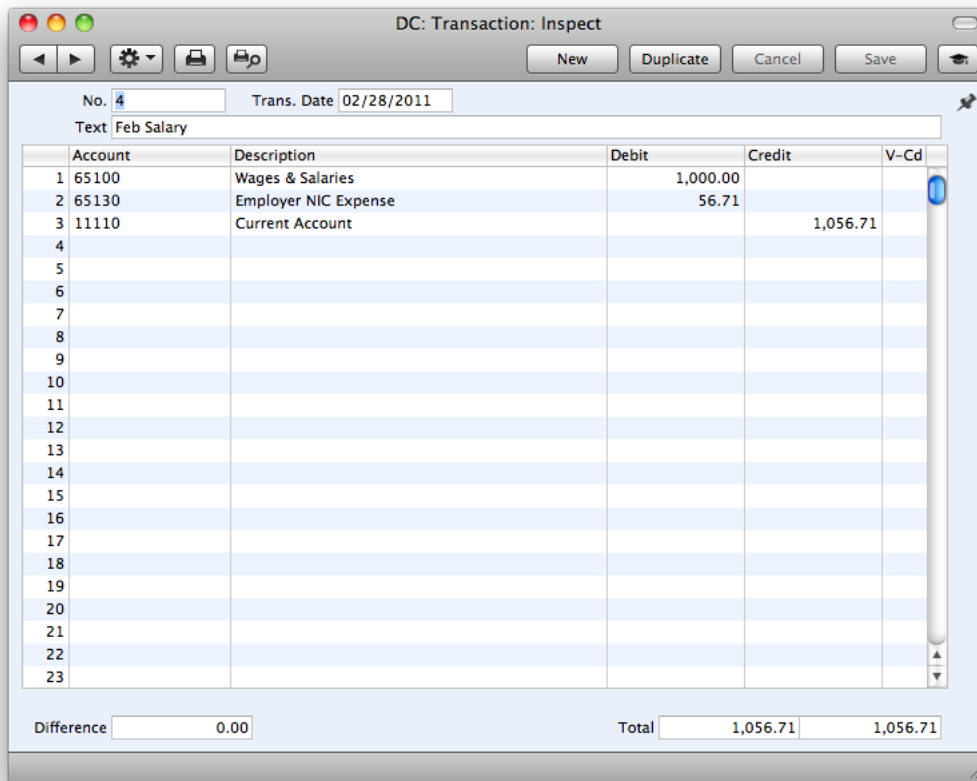 DC: Transaction: Inspect
New Duplicate Cancel Save
No. 4 Trans. Date 02/28/2011
Text Feb Salary
Account Description Debit Credit V-Cd
1 65100 Wages & Salaries 1,000.00
2 65130 Employer NIC Expense 56.71
3 11110 Current Account 1,056.71
4
5
6
7
8
9
10
11
12
13
14
15
16
17
18
19
20
21
22
23
Difference 0.00 Total 1,056.71 1,056.71